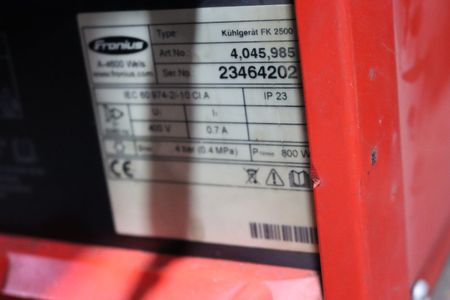 Fronius
A-4600 Wels
www.fronius.com
Type: Kühlgerät FK 2500
Art.No. 4,045,985
Ser.No. 23464202
IEC 60 974-2/-10 Cl.A IP 23
U₁ I₁
400 V 0.7 A
4 bar (0.4 MPa) 800 W
CE